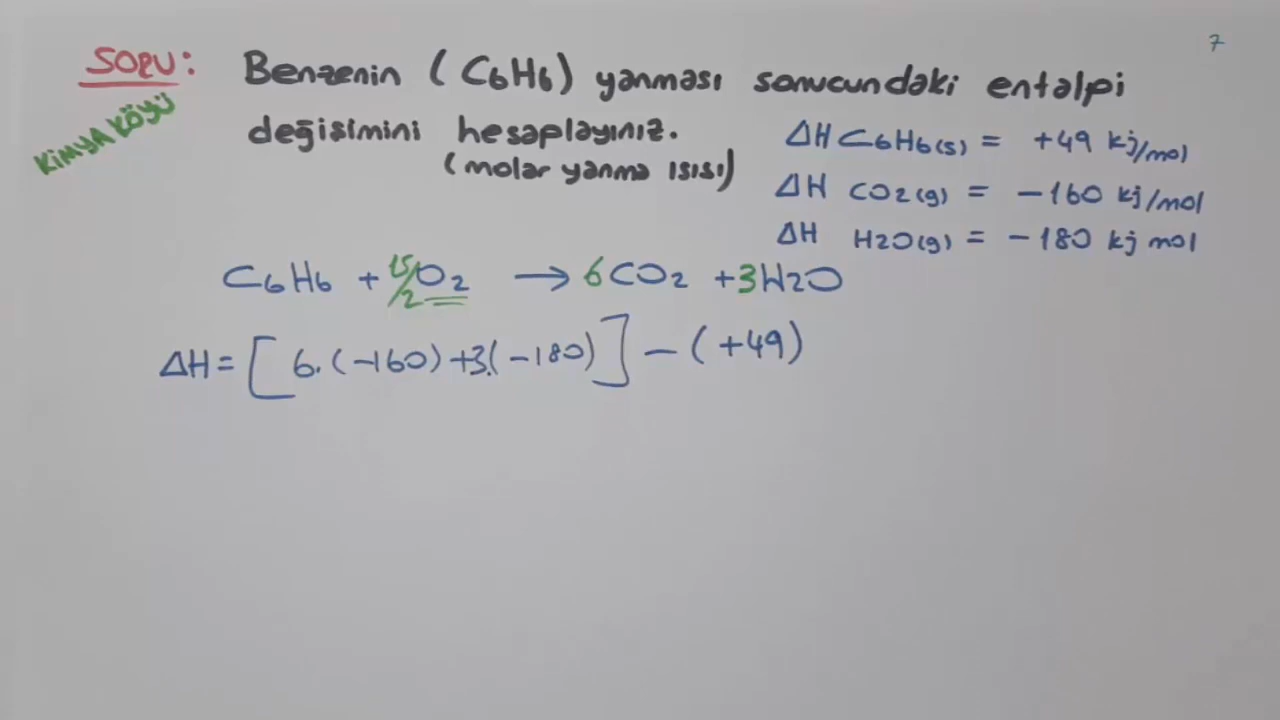 7
SORU: Benzenin (C6H6) yanması sonucundaki entalpi
KİMYA KÖYÜ
değişimini hesaplayınız.
(molar yanma ısısı)
ΔH C6H6(s) = +49 kj/mol
ΔH CO2(g) = -160 kj/mol
ΔH H2O(g) = -180 kj mol
C6H6 + 15/2 O2 → 6CO2 + 3H2O
ΔH = [6.(-160)+3.(-180)] - (+49)